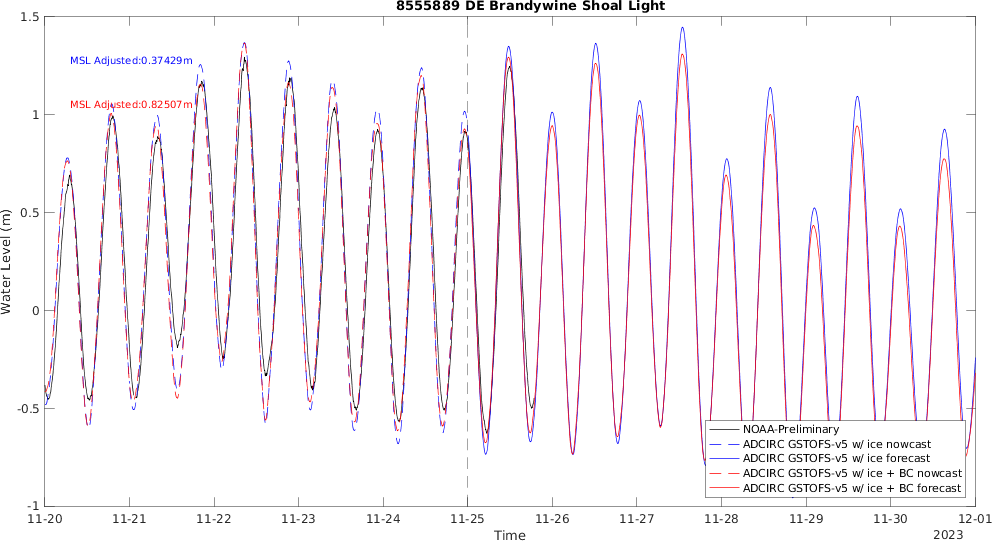 8555889 DE Brandywine Shoal Light
1.5
1
0.5
0
-0.5
-1
Water Level (m)
MSL Adjusted:0.37429m
MSL Adjusted:0.82507m
NOAA-Preliminary
ADCIRC GSTOFS-v5 w/ ice nowcast
ADCIRC GSTOFS-v5 w/ ice forecast
ADCIRC GSTOFS-v5 w/ ice + BC nowcast
ADCIRC GSTOFS-v5 w/ ice + BC forecast
11-20 11-21 11-22 11-23 11-24 11-25 11-26 11-27 11-28 11-29 11-30 12-01
Time
2023